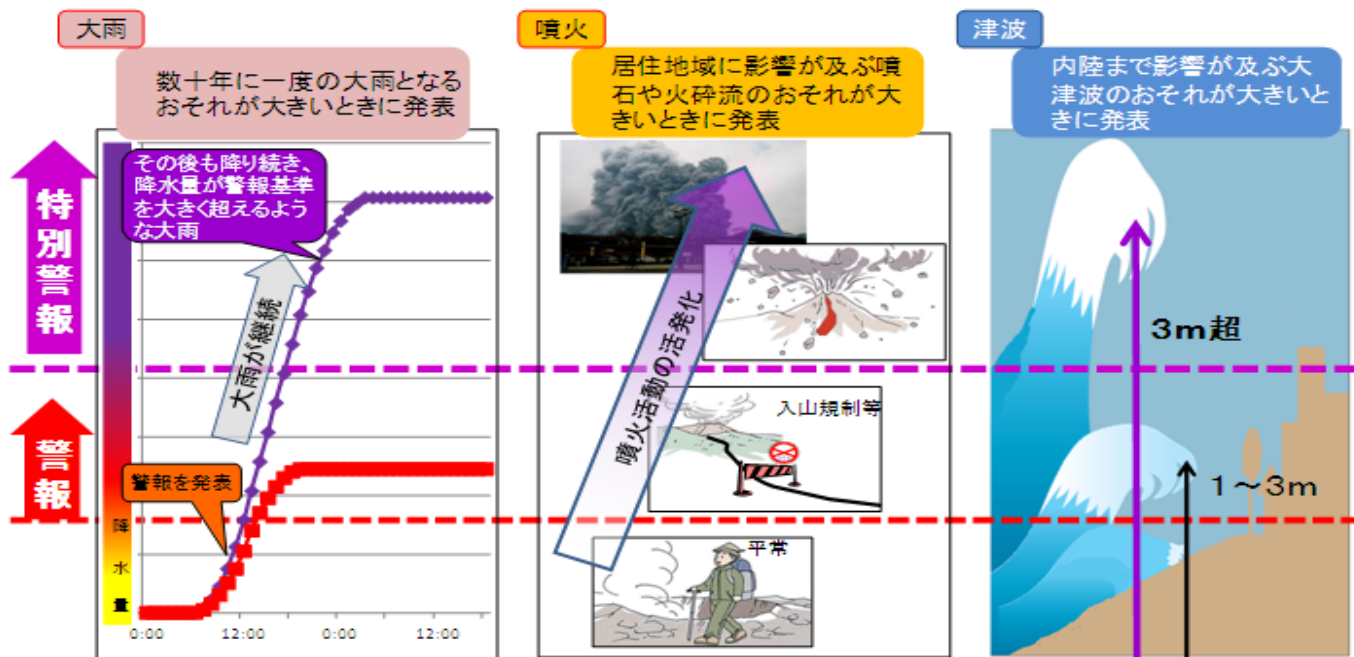 大雨
数十年に一度の大雨となる
おそれが大きいときに発表
噴火
居住地域に影響が及ぶ噴
石や火砕流のおそれが大
きいときに発表
津波
内陸まで影響が及ぶ大
津波のおそれが大きいと
きに発表
特別警報
警報
その後も降り続き、
降水量が警報基準
を大きく超えるよう
な大雨
大雨が継続
警報を発表
降水量
0:00
12:00
0:00
12:00
噴火活動の活発化
入山規制等
平常
3m超
1～3m